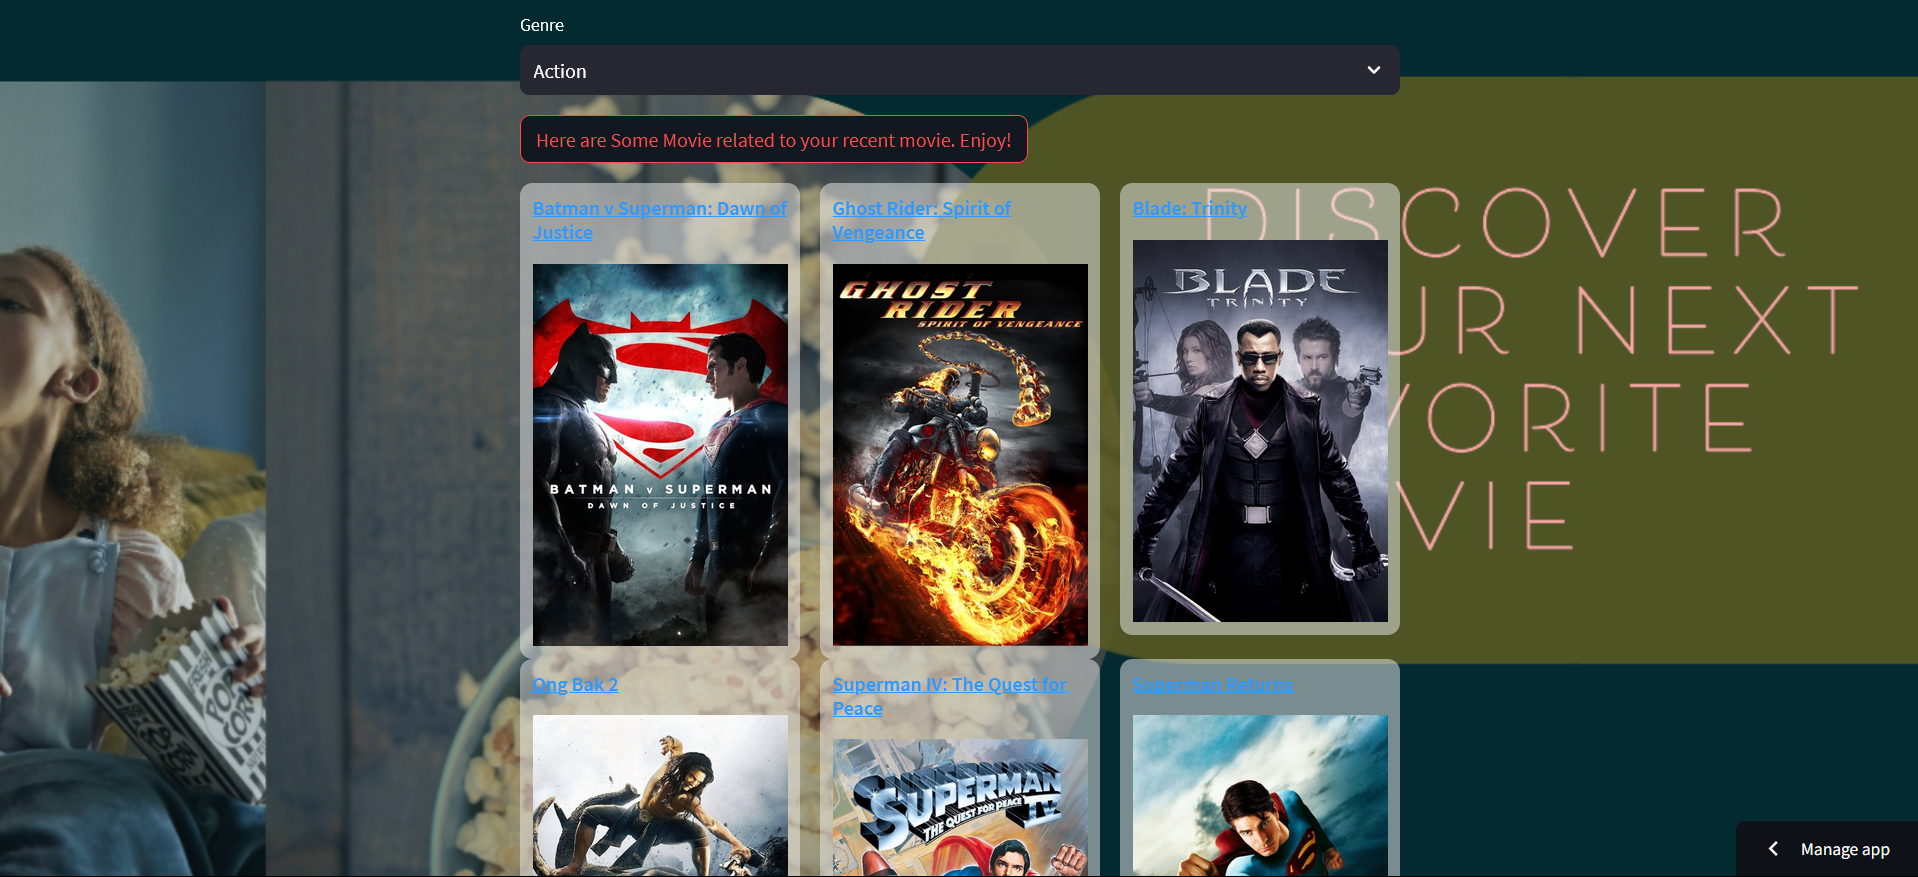 Genre
Action
Here are Some Movie related to your recent movie. Enjoy!
Batman v Superman: Dawn of
Justice
Ghost Rider: Spirit of
Vengeance
Blade: Trinity
DISCOVER
UR NEXT
VORITE
VIE
GHOST
RIDER
SPIRIT OF VENGEANCE
BLADE
TRINITY
BATMAN v SUPERMAN
DAWN OF JUSTICE
Ong Bak 2
Superman IV: The Quest for
Peace
Superman Returns
POP
CORN
SUPERMAN
THE QUEST FOR PEACE IV
Manage app